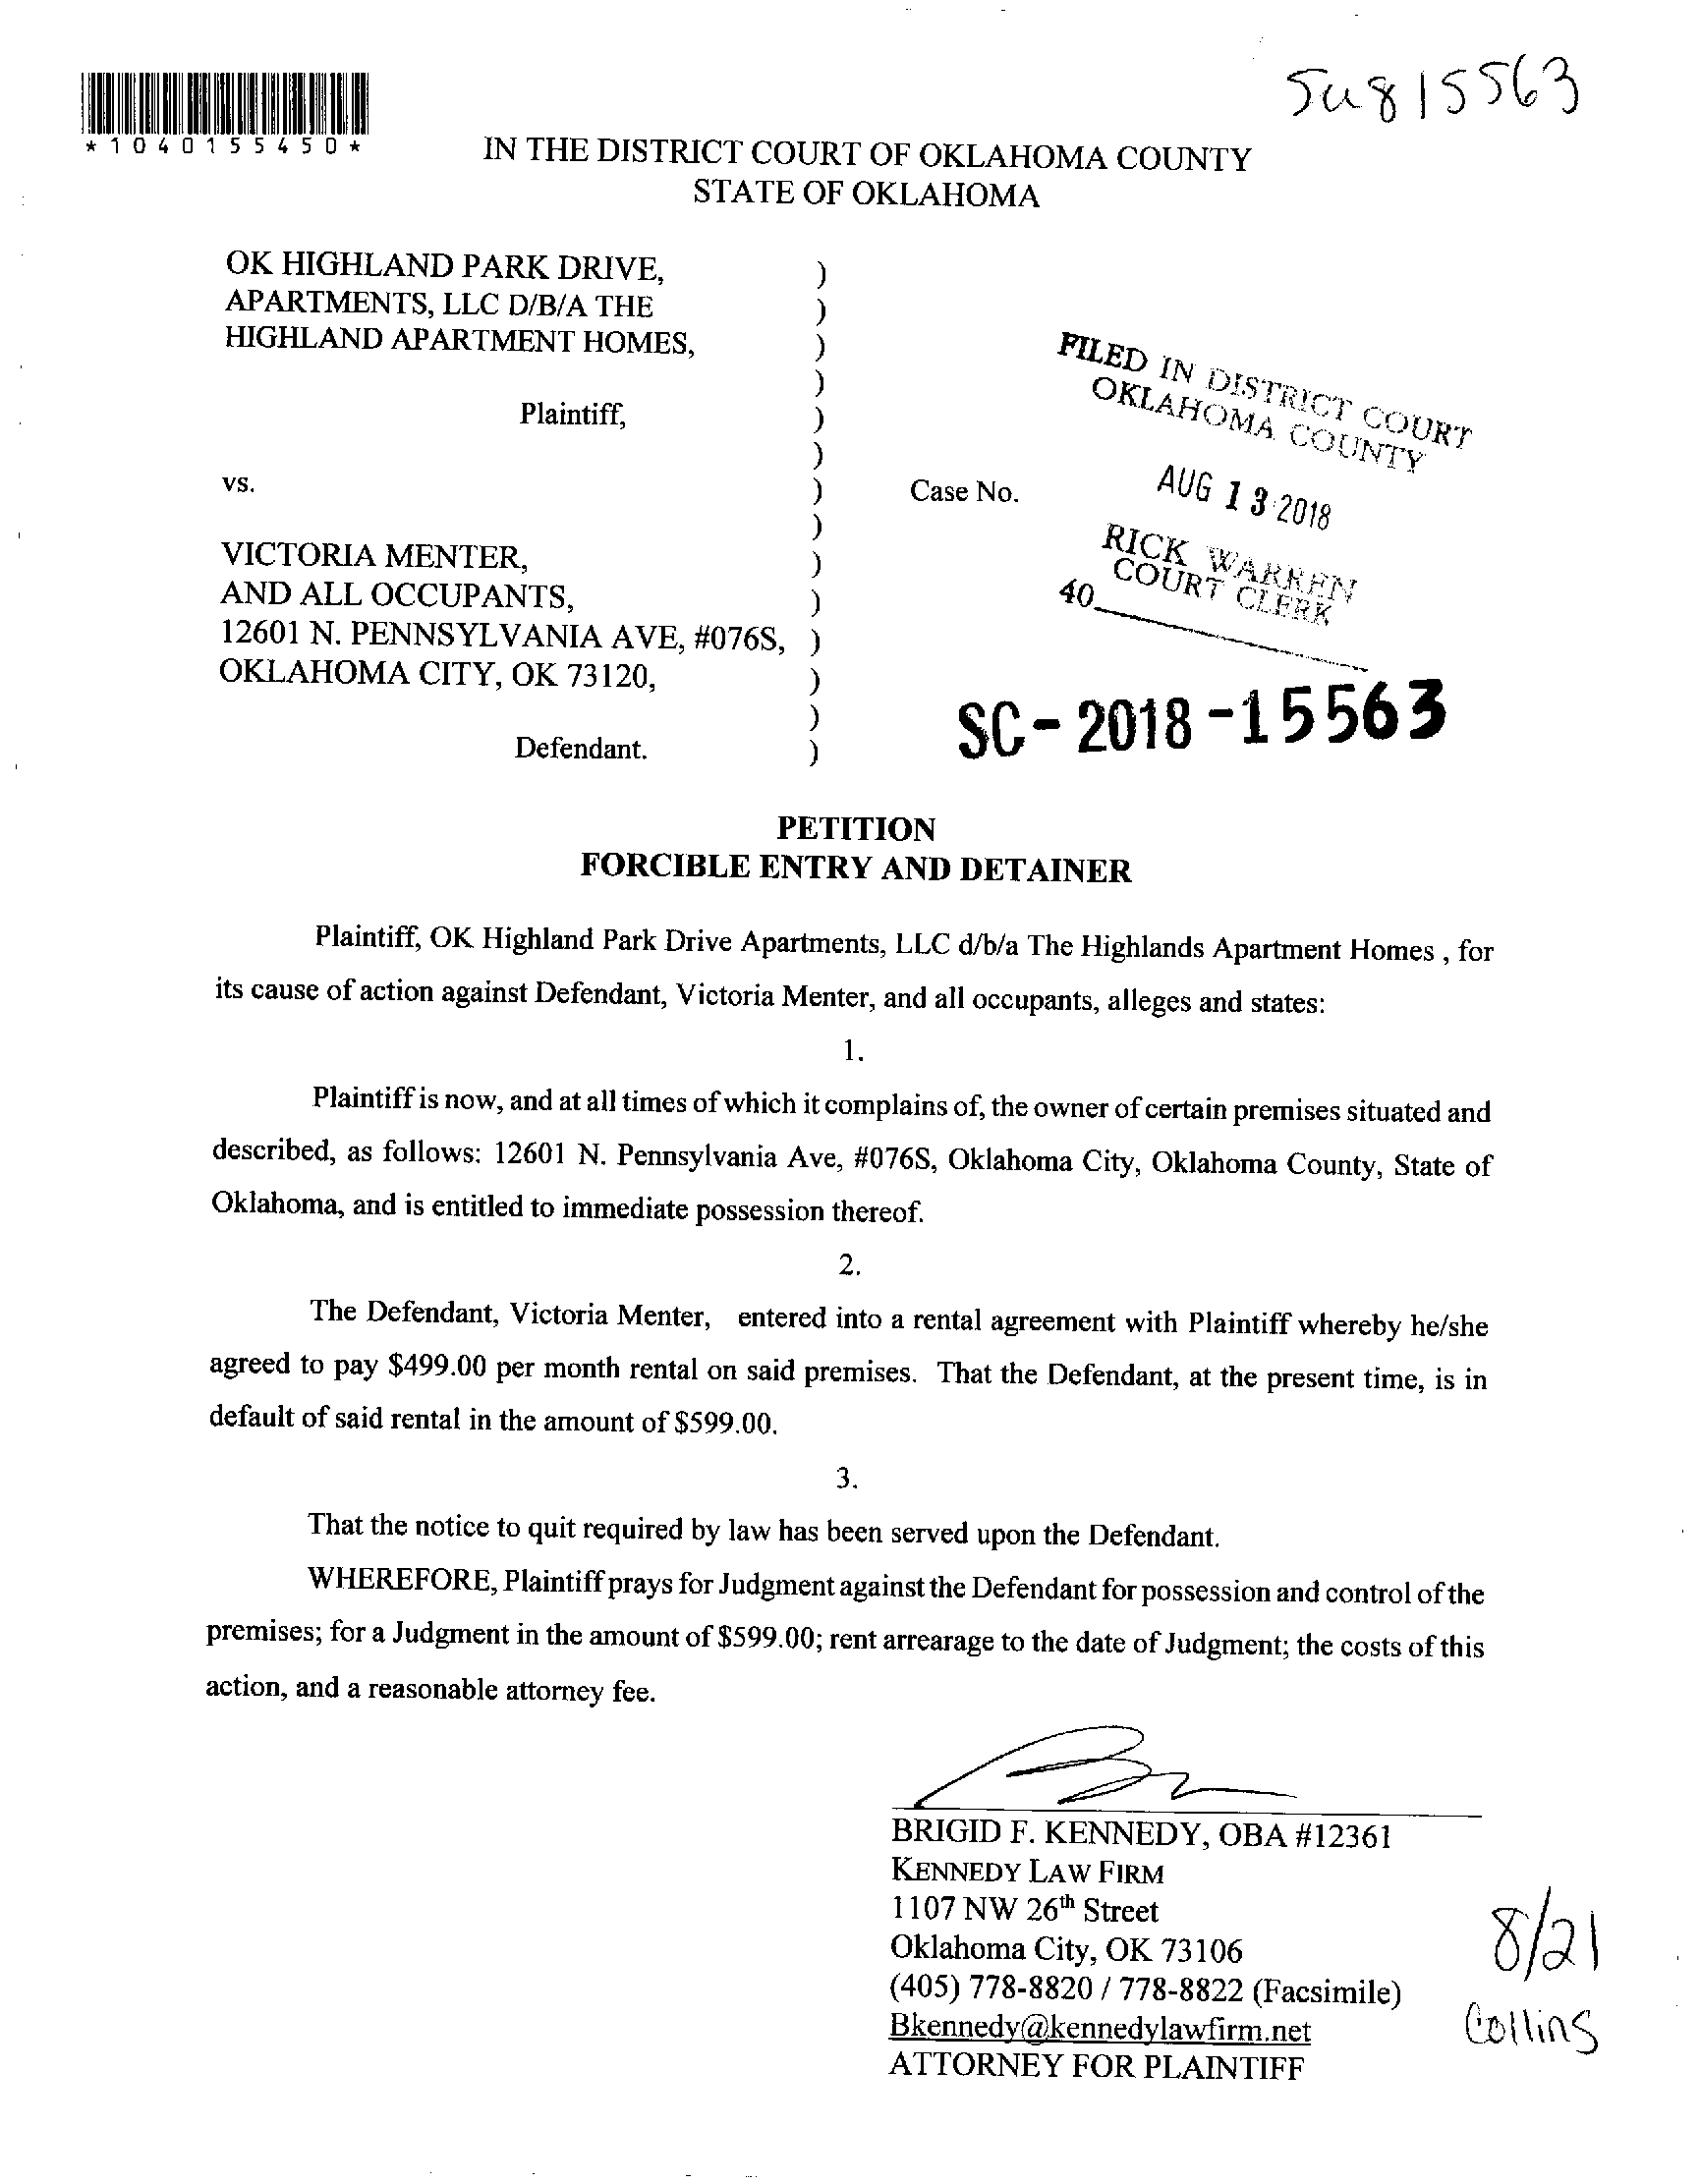 Su815563
*1040155450*
IN THE DISTRICT COURT OF OKLAHOMA COUNTY
STATE OF OKLAHOMA
OK HIGHLAND PARK DRIVE, )
APARTMENTS, LLC D/B/A THE )
HIGHLAND APARTMENT HOMES, )
)
Plaintiff, )
)
vs. )
)
VICTORIA MENTER, )
AND ALL OCCUPANTS, )
12601 N. PENNSYLVANIA AVE, #076S, )
OKLAHOMA CITY, OK 73120, )
)
Defendant. )
Case No.
FILED IN DISTRICT COURT
OKLAHOMA COUNTY
AUG 13 2018
RICK WARREN
COURT CLERK
40
SC-2018-15563
PETITION
FORCIBLE ENTRY AND DETAINER
Plaintiff, OK Highland Park Drive Apartments, LLC d/b/a The Highlands Apartment Homes , for
its cause of action against Defendant, Victoria Menter, and all occupants, alleges and states:
1.
Plaintiff is now, and at all times of which it complains of, the owner of certain premises situated and
described, as follows: 12601 N. Pennsylvania Ave, #076S, Oklahoma City, Oklahoma County, State of
Oklahoma, and is entitled to immediate possession thereof.
2.
The Defendant, Victoria Menter, entered into a rental agreement with Plaintiff whereby he/she
agreed to pay $499.00 per month rental on said premises. That the Defendant, at the present time, is in
default of said rental in the amount of $599.00.
3.
That the notice to quit required by law has been served upon the Defendant.
WHEREFORE, Plaintiff prays for Judgment against the Defendant for possession and control of the
premises; for a Judgment in the amount of $599.00; rent arrearage to the date of Judgment; the costs of this
action, and a reasonable attorney fee.
BRIGID F. KENNEDY, OBA #12361
KENNEDY LAW FIRM
1107 NW 26th Street
Oklahoma City, OK 73106
(405) 778-8820 / 778-8822 (Facsimile)
Bkennedy@kennedylawfirm.net
ATTORNEY FOR PLAINTIFF
8/21
Collins